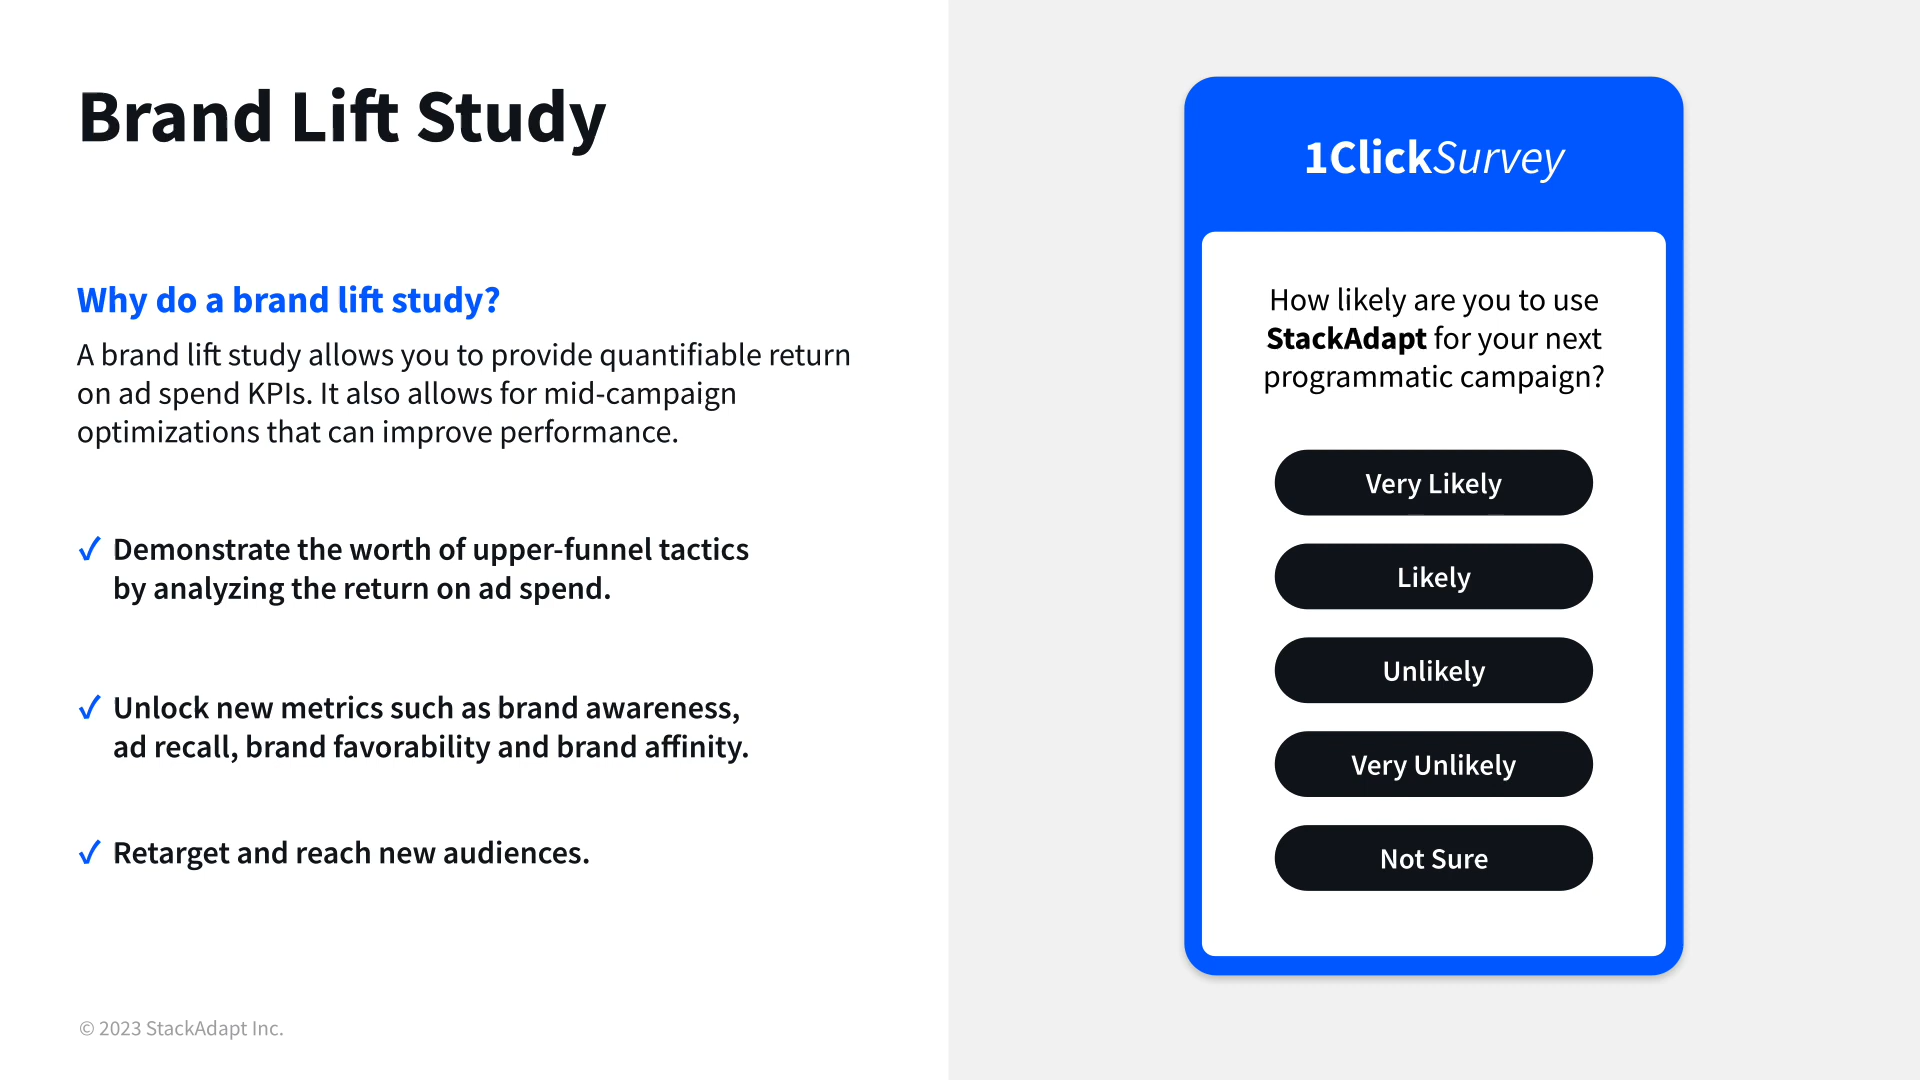 Brand Lift Study
Why do a brand lift study?
A brand lift study allows you to provide quantifiable return
on ad spend KPIs. It also allows for mid-campaign
optimizations that can improve performance.
✓ Demonstrate the worth of upper-funnel tactics
by analyzing the return on ad spend.
✓ Unlock new metrics such as brand awareness,
ad recall, brand favorability and brand affinity.
✓ Retarget and reach new audiences.
© 2023 StackAdapt Inc.
1ClickSurvey
How likely are you to use
StackAdapt for your next
programmatic campaign?
Very Likely
Likely
Unlikely
Very Unlikely
Not Sure